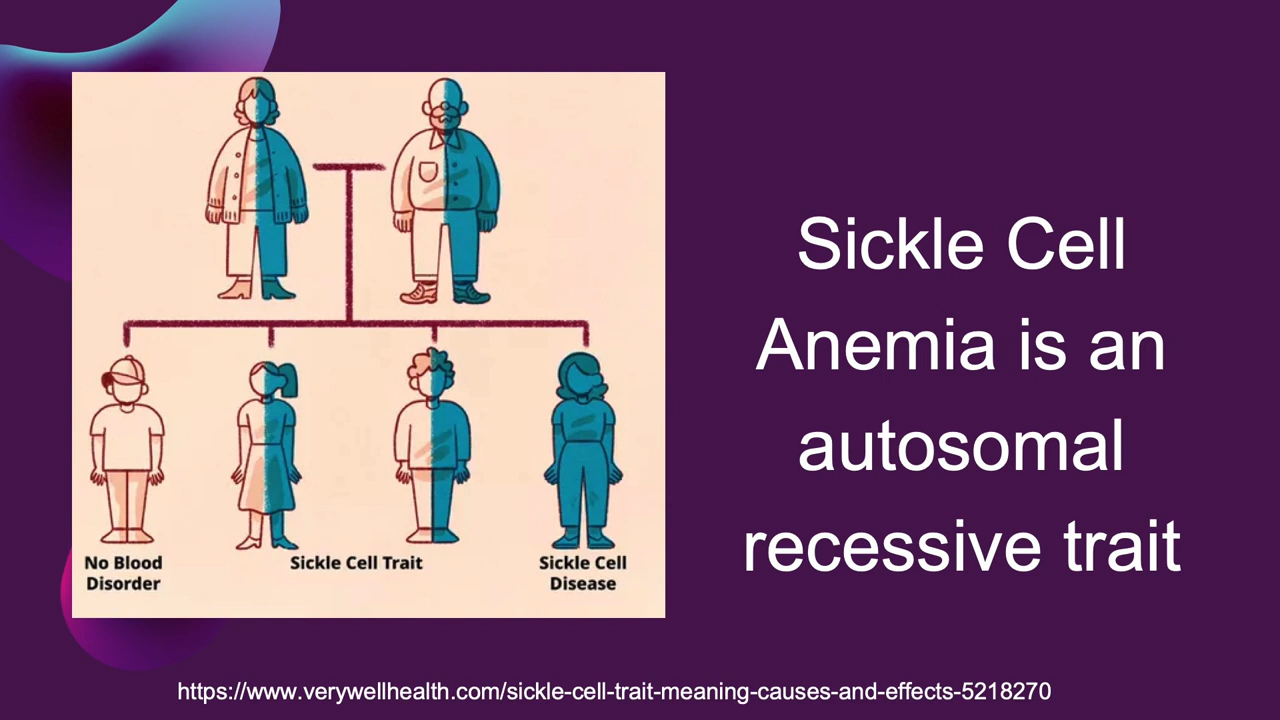 Sickle Cell
Anemia is an
autosomal
recessive trait
No Blood
Disorder
Sickle Cell Trait
Sickle Cell
Disease
https://www.verywellhealth.com/sickle-cell-trait-meaning-causes-and-effects-5218270